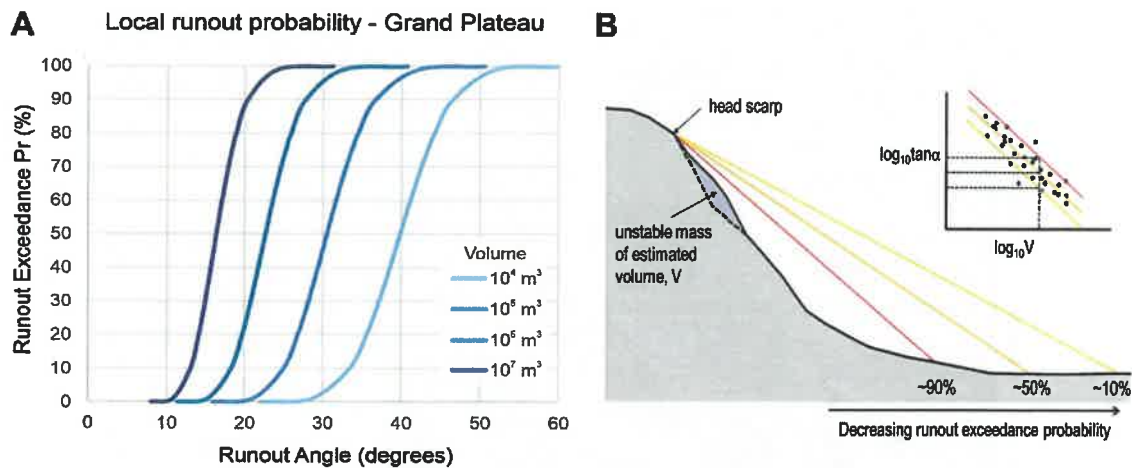 A
Local runout probability - Grand Plateau
Runout Exceedance Pr (%)
100
90
80
70
60
50
40
30
20
10
0
0 10 20 30 40 50 60
Runout Angle (degrees)
Volume
10⁴ m³
10⁵ m³
10⁶ m³
10⁷ m³
B
head scarp
unstable mass
of estimated
volume, V
log₁₀tanα
log₁₀V
~90% ~50% ~10%
Decreasing runout exceedance probability